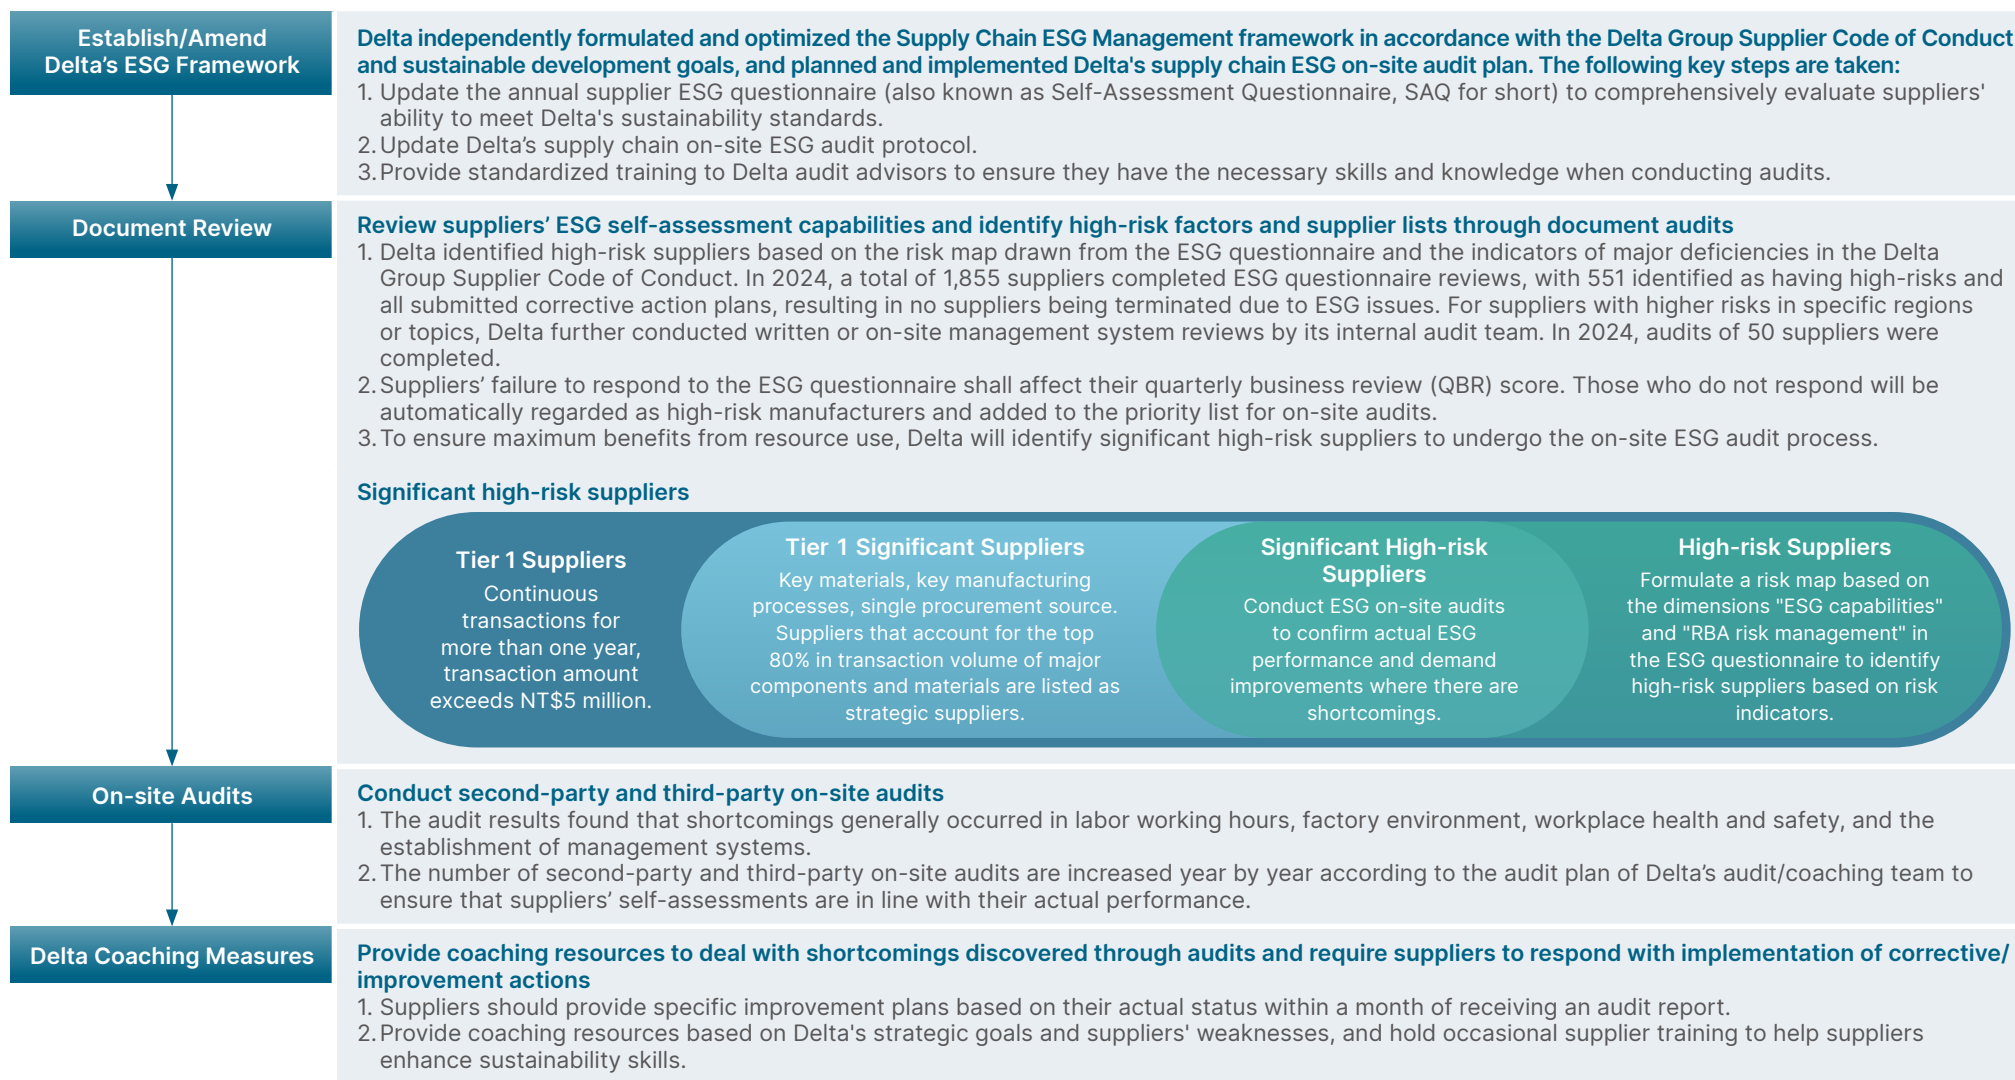 Establish/Amend
Delta’s ESG Framework
Delta independently formulated and optimized the Supply Chain ESG Management framework in accordance with the Delta Group Supplier Code of Conduct
and sustainable development goals, and planned and implemented Delta's supply chain ESG on-site audit plan. The following key steps are taken:
1. Update the annual supplier ESG questionnaire (also known as Self-Assessment Questionnaire, SAQ for short) to comprehensively evaluate suppliers'
ability to meet Delta's sustainability standards.
2. Update Delta’s supply chain on-site ESG audit protocol.
3. Provide standardized training to Delta audit advisors to ensure they have the necessary skills and knowledge when conducting audits.
Document Review
Review suppliers’ ESG self-assessment capabilities and identify high-risk factors and supplier lists through document audits
1. Delta identified high-risk suppliers based on the risk map drawn from the ESG questionnaire and the indicators of major deficiencies in the Delta
Group Supplier Code of Conduct. In 2024, a total of 1,855 suppliers completed ESG questionnaire reviews, with 551 identified as having high-risks and
all submitted corrective action plans, resulting in no suppliers being terminated due to ESG issues. For suppliers with higher risks in specific regions
or topics, Delta further conducted written or on-site management system reviews by its internal audit team. In 2024, audits of 50 suppliers were
completed.
2. Suppliers’ failure to respond to the ESG questionnaire shall affect their quarterly business review (QBR) score. Those who do not respond will be
automatically regarded as high-risk manufacturers and added to the priority list for on-site audits.
3. To ensure maximum benefits from resource use, Delta will identify significant high-risk suppliers to undergo the on-site ESG audit process.
Significant high-risk suppliers
Tier 1 Suppliers
Continuous
transactions for
more than one year,
transaction amount
exceeds NT$5 million.
Tier 1 Significant Suppliers
Key materials, key manufacturing
processes, single procurement source.
Suppliers that account for the top
80% in transaction volume of major
components and materials are listed as
strategic suppliers.
Significant High-risk
Suppliers
Conduct ESG on-site audits
to confirm actual ESG
performance and demand
improvements where there are
shortcomings.
High-risk Suppliers
Formulate a risk map based on
the dimensions "ESG capabilities"
and "RBA risk management" in
the ESG questionnaire to identify
high-risk suppliers based on risk
indicators.
On-site Audits
Conduct second-party and third-party on-site audits
1. The audit results found that shortcomings generally occurred in labor working hours, factory environment, workplace health and safety, and the
establishment of management systems.
2. The number of second-party and third-party on-site audits are increased year by year according to the audit plan of Delta’s audit/coaching team to
ensure that suppliers’ self-assessments are in line with their actual performance.
Delta Coaching Measures
Provide coaching resources to deal with shortcomings discovered through audits and require suppliers to respond with implementation of corrective/
improvement actions
1. Suppliers should provide specific improvement plans based on their actual status within a month of receiving an audit report.
2. Provide coaching resources based on Delta's strategic goals and suppliers' weaknesses, and hold occasional supplier training to help suppliers
enhance sustainability skills.